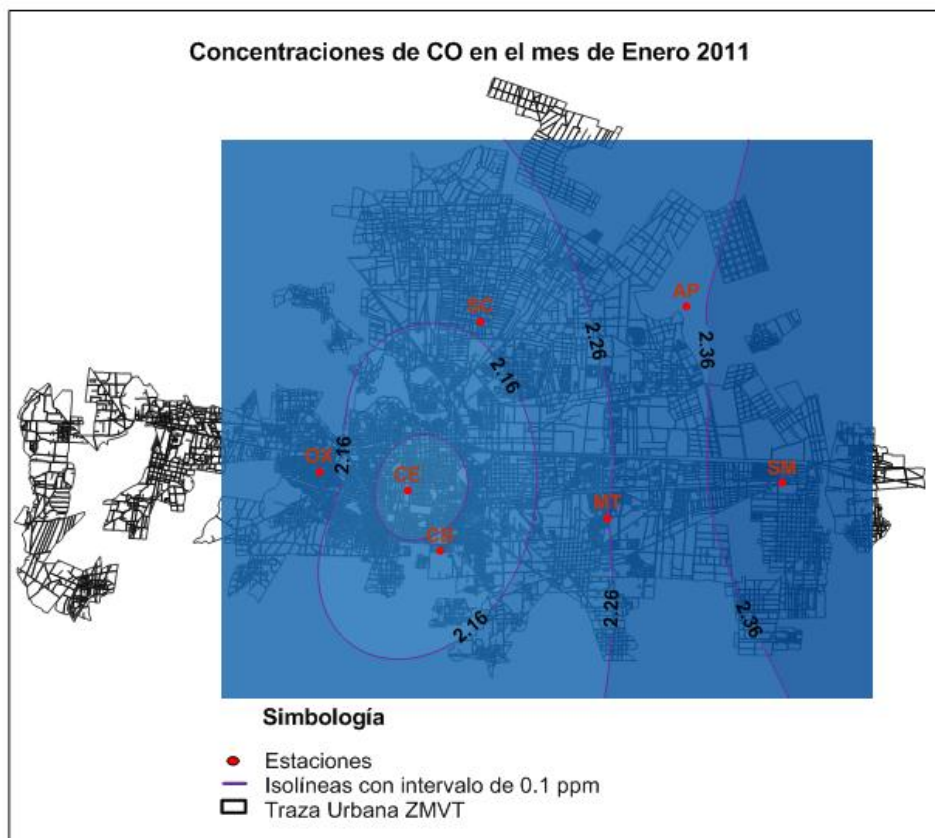 Concentraciones de CO en el mes de Enero 2011
AP
SC
2.26
2.36
2.16
2.16
OX
CE
SM
MT
CB
2.16
2.26
2.36
Simbología
Estaciones
Isolíneas con intervalo de 0.1 ppm
Traza Urbana ZMVT